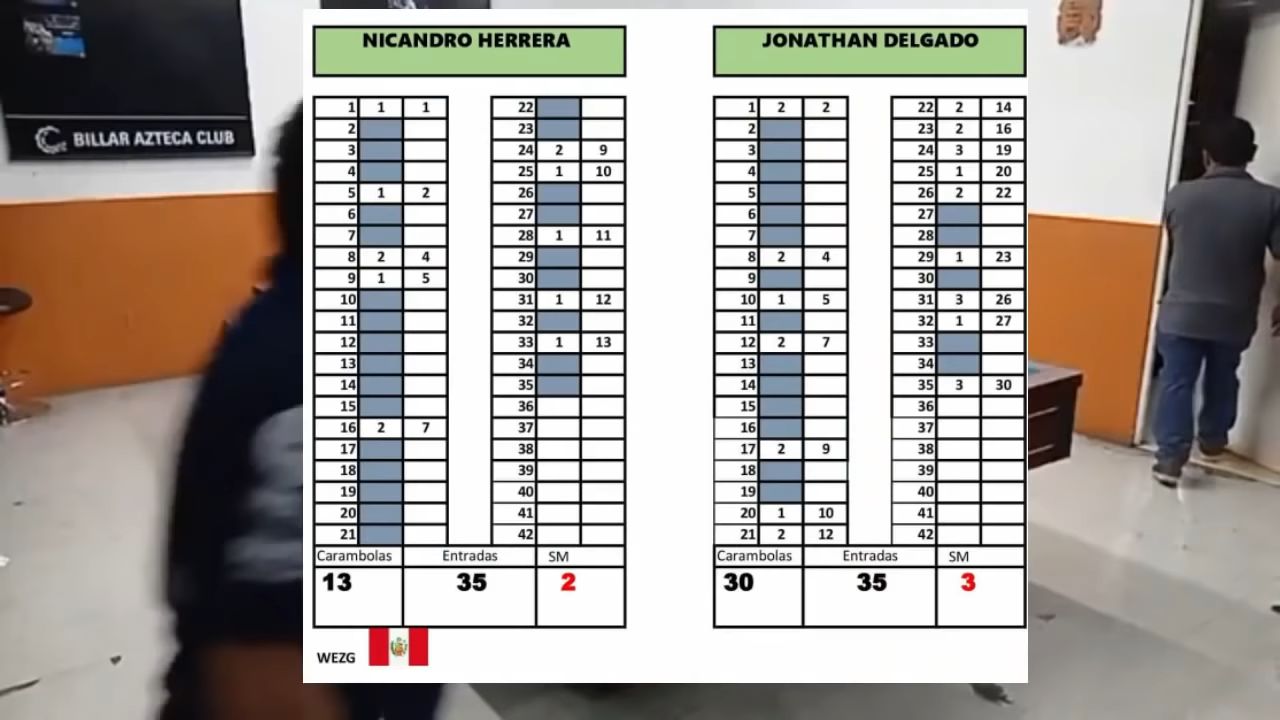 BILLAR AZTECA CLUB
NICANDRO HERRERA
1 1 1 22
2 23
3 24 2 9
4 25 1 10
5 1 2 26
6 27
7 28 1 11
8 2 4 29
9 1 5 30
10 31 1 12
11 32
12 33 1 13
13 34
14 35
15 36
16 2 7 37
17 38
18 39
19 40
20 41
21 42
Carambolas Entradas SM
13 35 2
WEZG
JONATHAN DELGADO
1 2 2 22 2 14
2 23 2 16
3 24 3 19
4 25 1 20
5 26 2 22
6 27
7 28
8 2 4 29 1 23
9 30
10 1 5 31 3 26
11 32 1 27
12 2 7 33
13 34
14 35 3 30
15 36
16 37
17 2 9 38
18 39
19 40
20 1 10 41
21 2 12 42
Carambolas Entradas SM
30 35 3